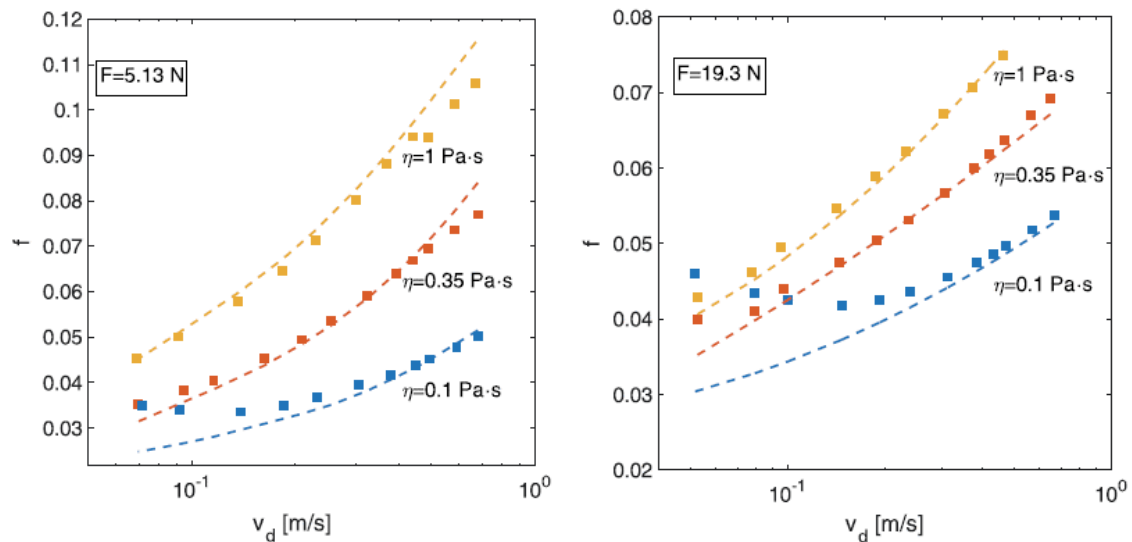 0.12
0.11
0.1
0.09
0.08
0.07
0.06
0.05
0.04
0.03
f
F=5.13 N
η=1 Pa·s
η=0.35 Pa·s
η=0.1 Pa·s
10⁻¹
10⁰
v_d [m/s]
0.08
0.07
0.06
0.05
0.04
0.03
0.02
f
F=19.3 N
η=1 Pa·s
η=0.35 Pa·s
η=0.1 Pa·s
10⁻¹
10⁰
v_d [m/s]